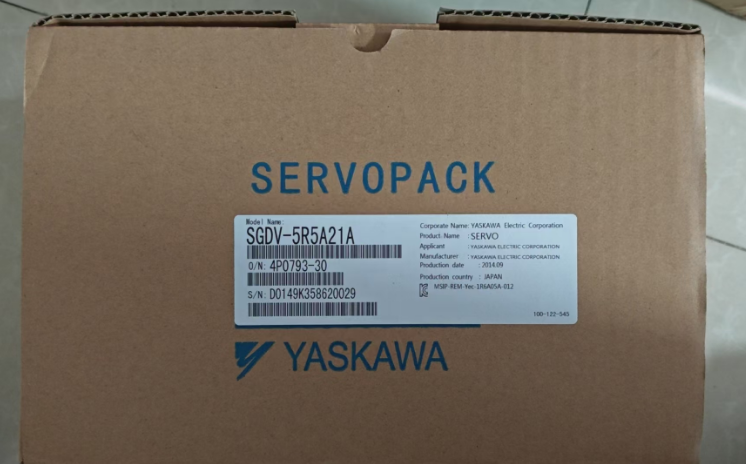 SERVOPACK
Model Name:
SGDV-5R5A21A
O/N: 4P0793-30
S/N: D0149K358620029
Corporate Name: YASKAWA Electric Corporation
Product Name : SERVO
Applicant : YASKAWA ELECTRIC CORPORATION
Manufacturer : YASKAWA ELECTRIC CORPORATION
Production date : 2014.09
Production country : JAPAN
MSIP-REM-Yec-1R6A05A-012
100-122-545
YASKAWA